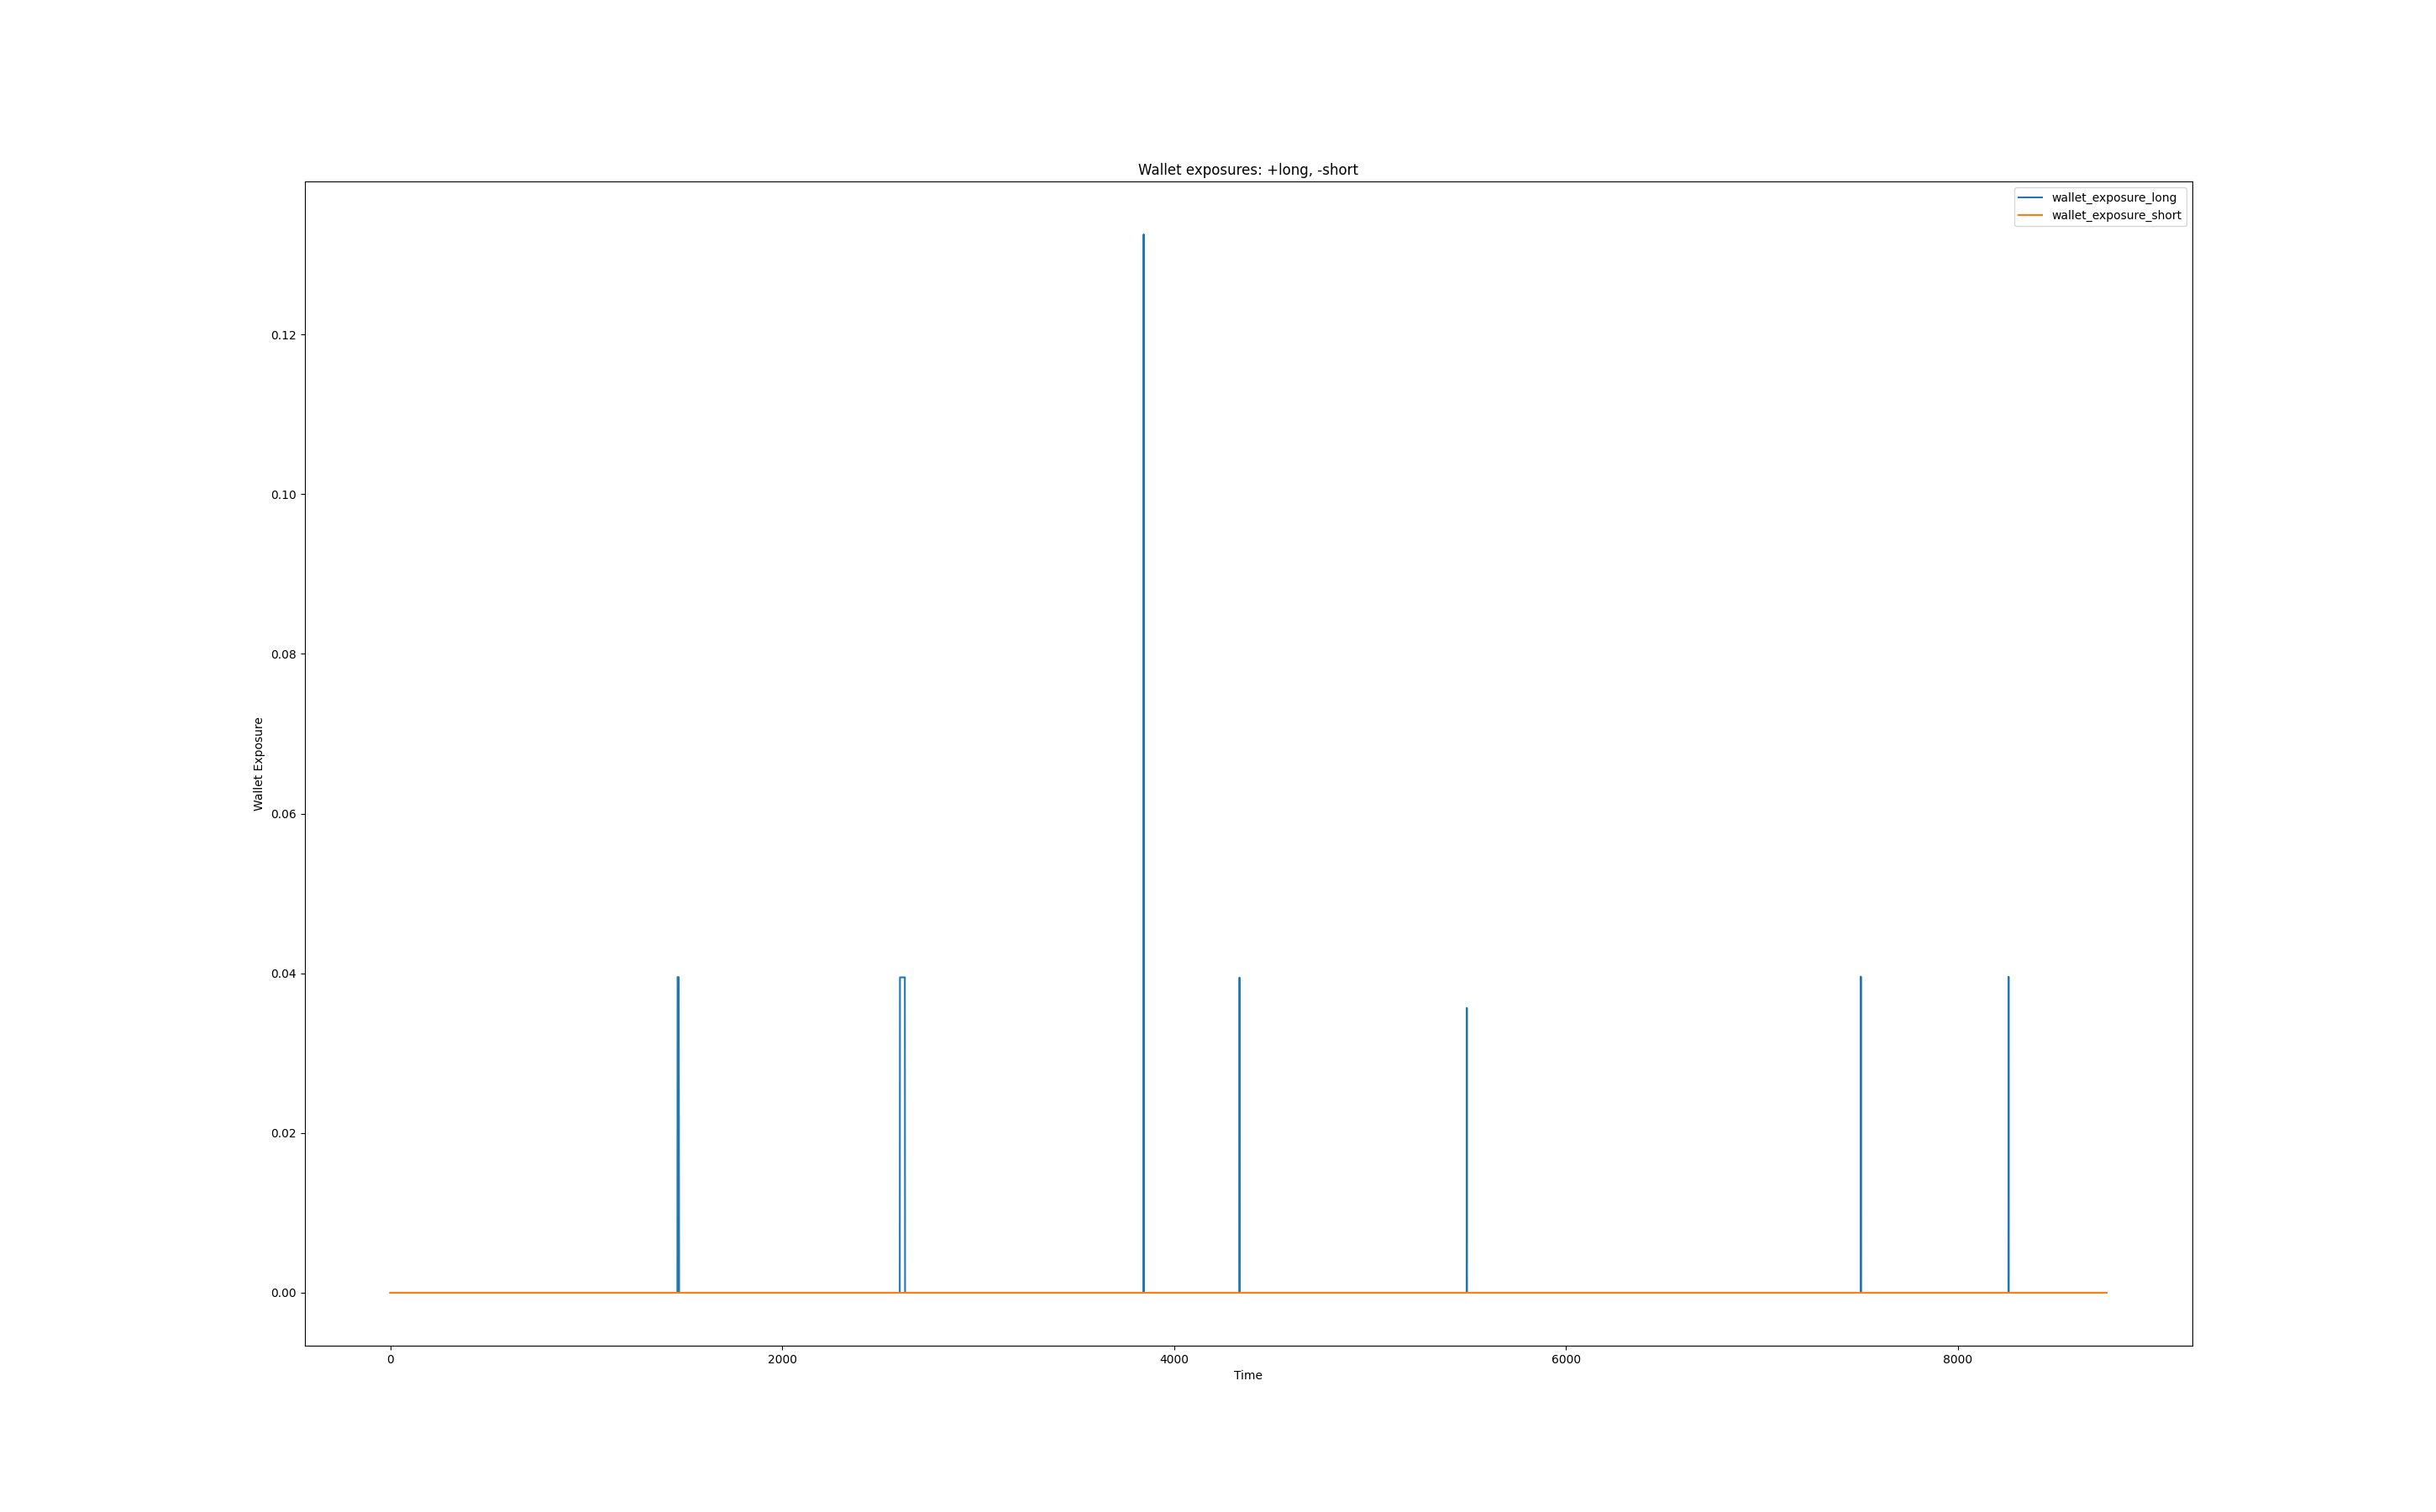 Wallet exposures: +long, -short
wallet_exposure_long
wallet_exposure_short
0.12
0.10
0.08
0.06
0.04
0.02
0.00
Wallet Exposure
0
2000
4000
6000
8000
Time